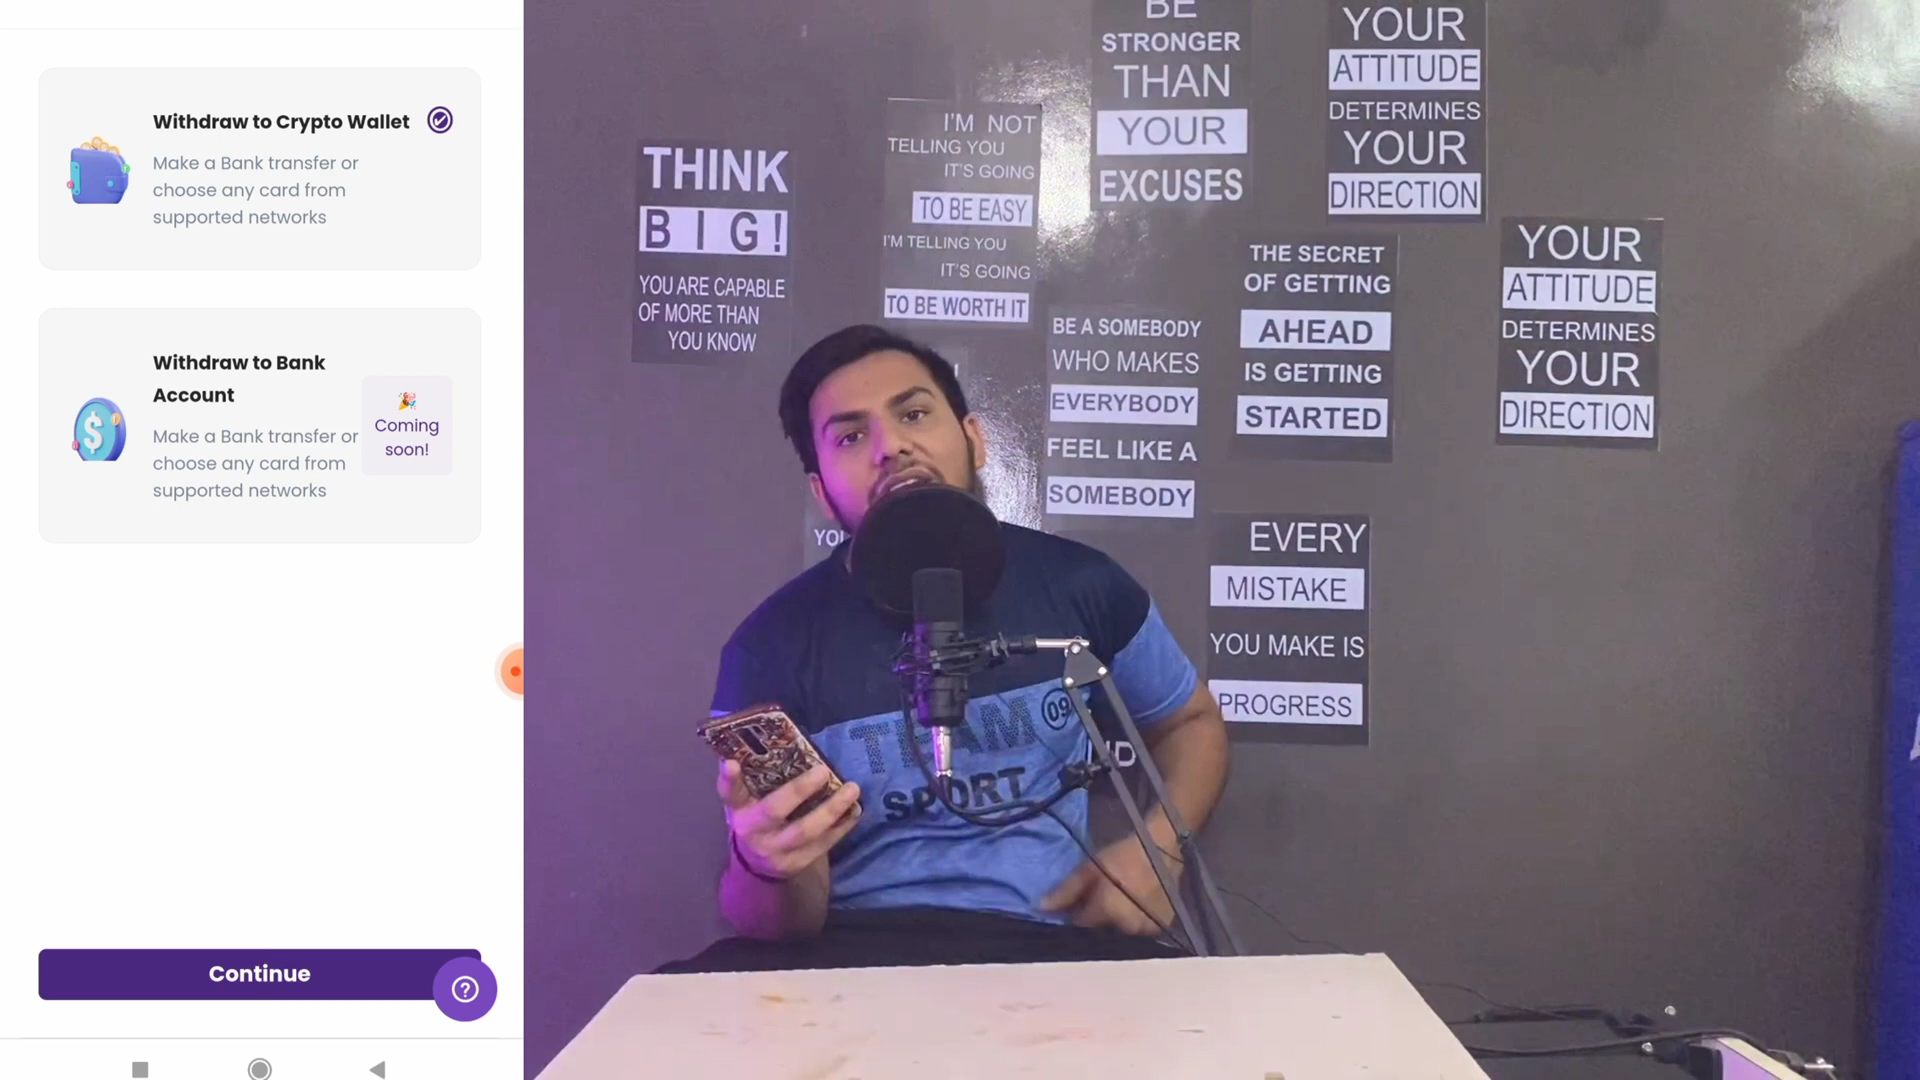 Withdraw to Crypto Wallet
Make a Bank transfer or
choose any card from
supported networks
Withdraw to Bank
Account
Make a Bank transfer or
choose any card from
supported networks
Coming
soon!
Continue
THINK
BIG!
YOU ARE CAPABLE
OF MORE THAN
YOU KNOW
I'M NOT
TELLING YOU
IT'S GOING
TO BE EASY
I'M TELLING YOU
IT'S GOING
TO BE WORTH IT
BE
STRONGER
THAN
YOUR
EXCUSES
YOUR
ATTITUDE
DETERMINES
YOUR
DIRECTION
BE A SOMEBODY
WHO MAKES
EVERYBODY
FEEL LIKE A
SOMEBODY
THE SECRET
OF GETTING
AHEAD
IS GETTING
STARTED
YOUR
ATTITUDE
DETERMINES
YOUR
DIRECTION
EVERY
MISTAKE
YOU MAKE IS
PROGRESS
TEAM
09
SPORT